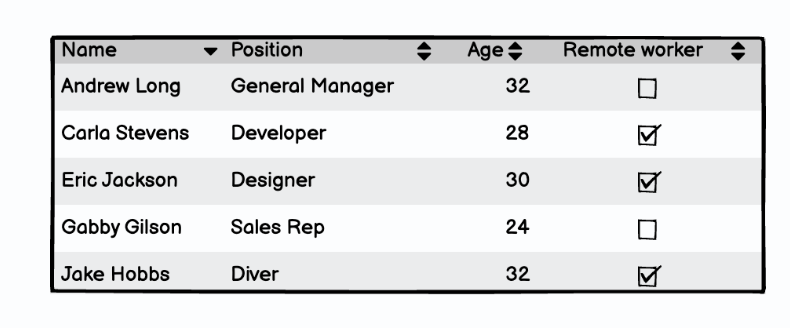 Name Position Age Remote worker
Andrew Long General Manager 32
Carla Stevens Developer 28
Eric Jackson Designer 30
Gabby Gilson Sales Rep 24
Jake Hobbs Diver 32